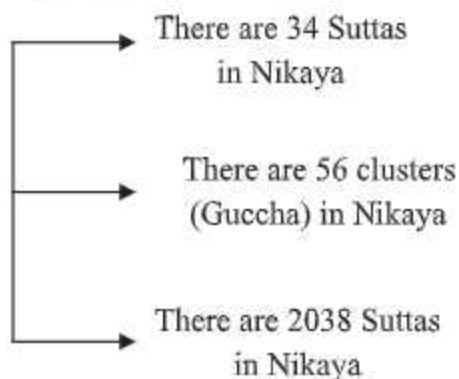 There are 34 Suttas
in Nikaya
There are 56 clusters
(Guccha) in Nikaya
There are 2038 Suttas
in Nikaya